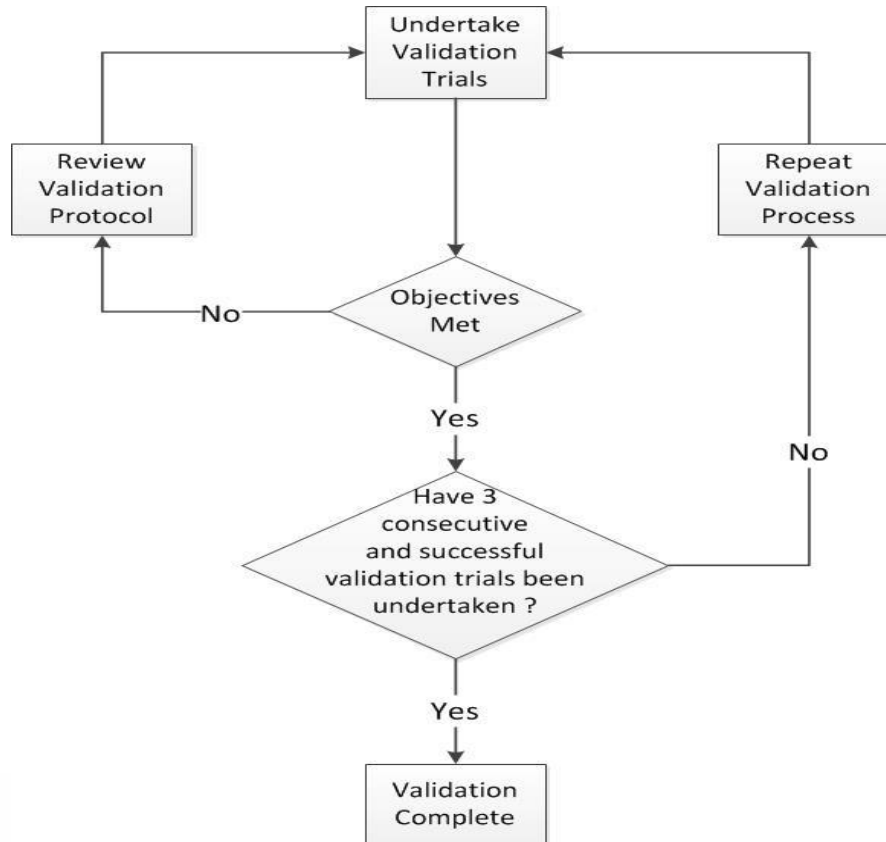 Undertake
Validation
Trials
Review
Validation
Protocol
Repeat
Validation
Process
Objectives
Met
No
Yes
No
Have 3
consecutive
and successful
validation trials been
undertaken ?
Yes
Validation
Complete